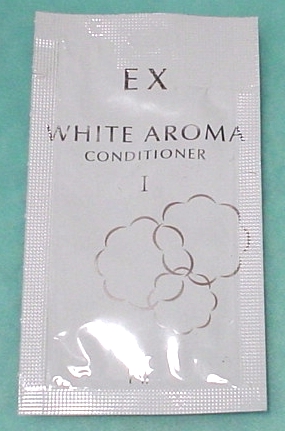 EX
WHITE AROMA
CONDITIONER
I